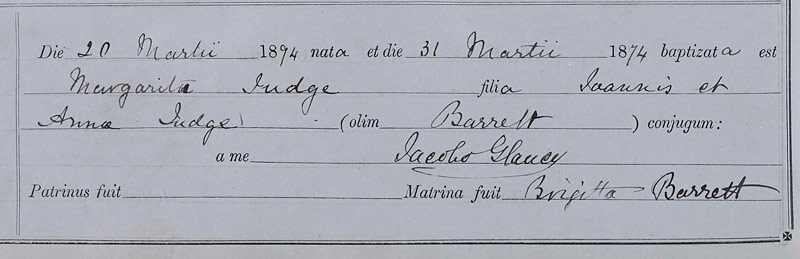 Die 20 Martii 1874 nata et die 31 Martii 1874 baptizata est
Margarita Judge filia Joannis et
Anna Judge (olim Barrett) conjugum:
a me Jacobo Glancy
Patrinus fuit Matrina fuit Brigitta Barrett